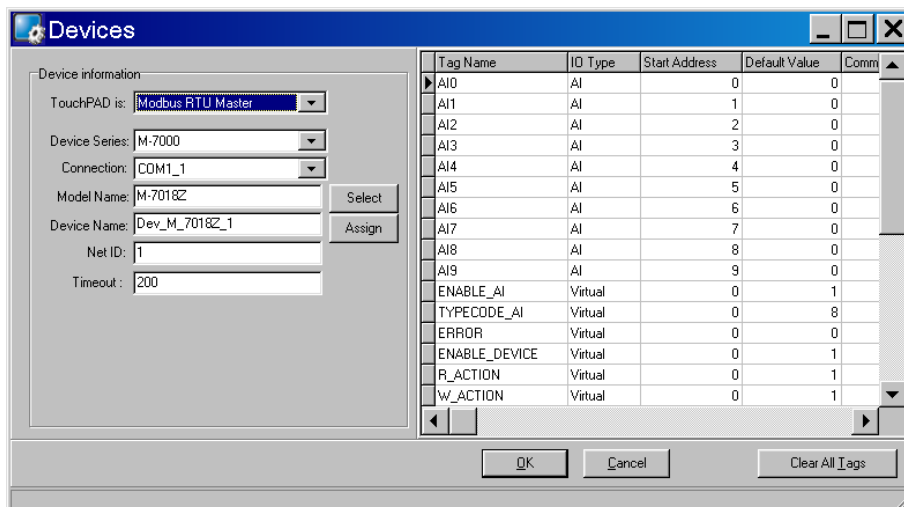 Devices
Device information
TouchPAD is: Modbus RTU Master
Device Series: M-7000
Connection: COM1_1
Model Name: M-7018Z Select
Device Name: Dev_M_7018Z_1 Assign
Net ID: 1
Timeout : 200
Tag Name IO Type Start Address Default Value Comm
AI0 AI 0 0
AI1 AI 1 0
AI2 AI 2 0
AI3 AI 3 0
AI4 AI 4 0
AI5 AI 5 0
AI6 AI 6 0
AI7 AI 7 0
AI8 AI 8 0
AI9 AI 9 0
ENABLE_AI Virtual 0 1
TYPECODE_AI Virtual 0 8
ERROR Virtual 0 0
ENABLE_DEVICE Virtual 0 1
R_ACTION Virtual 0 1
W_ACTION Virtual 0 1
OK Cancel Clear All Tags